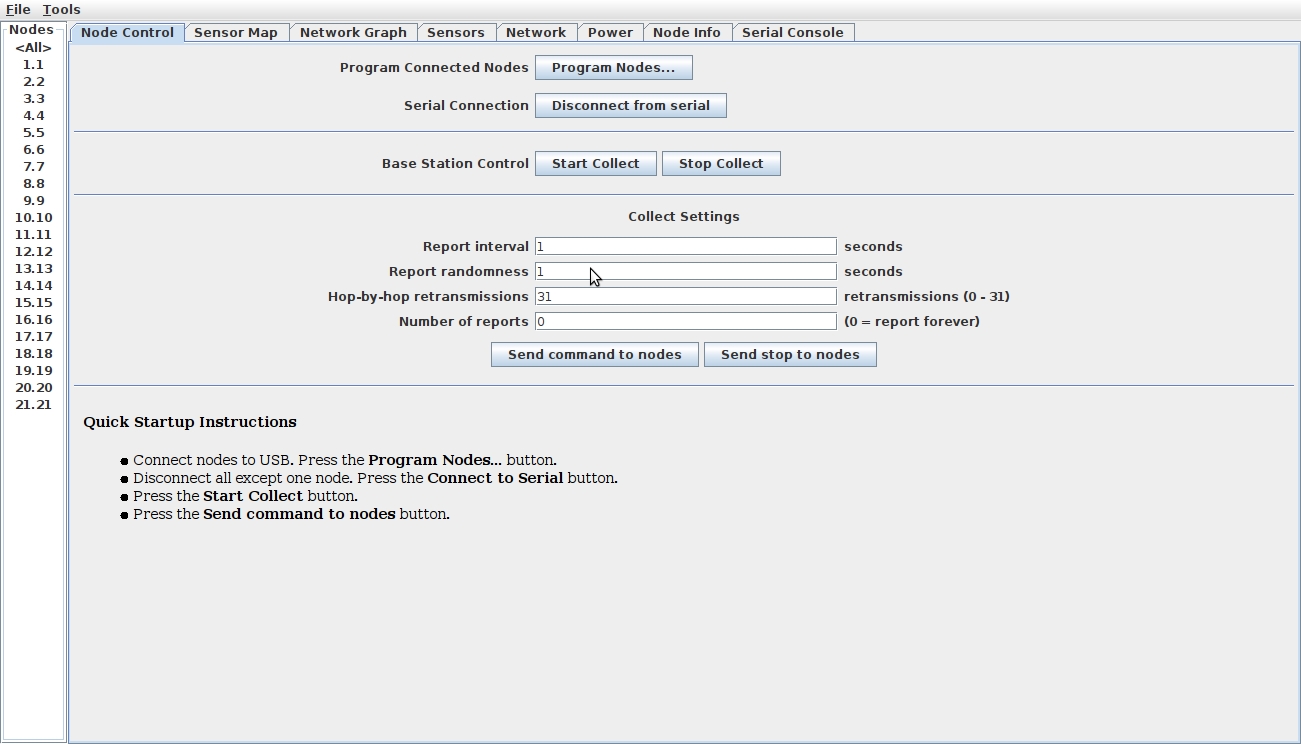 File Tools
Nodes
<All>
1.1
2.2
3.3
4.4
5.5
6.6
7.7
8.8
9.9
10.10
11.11
12.12
13.13
14.14
15.15
16.16
17.17
18.18
19.19
20.20
21.21
Node Control Sensor Map Network Graph Sensors Network Power Node Info Serial Console
Program Connected Nodes Program Nodes...
Serial Connection Disconnect from serial
Base Station Control Start Collect Stop Collect
Collect Settings
Report interval 1 seconds
Report randomness 1 seconds
Hop-by-hop retransmissions 31 retransmissions (0 - 31)
Number of reports 0 (0 = report forever)
Send command to nodes Send stop to nodes
Quick Startup Instructions
● Connect nodes to USB. Press the Program Nodes... button.
● Disconnect all except one node. Press the Connect to Serial button.
● Press the Start Collect button.
● Press the Send command to nodes button.